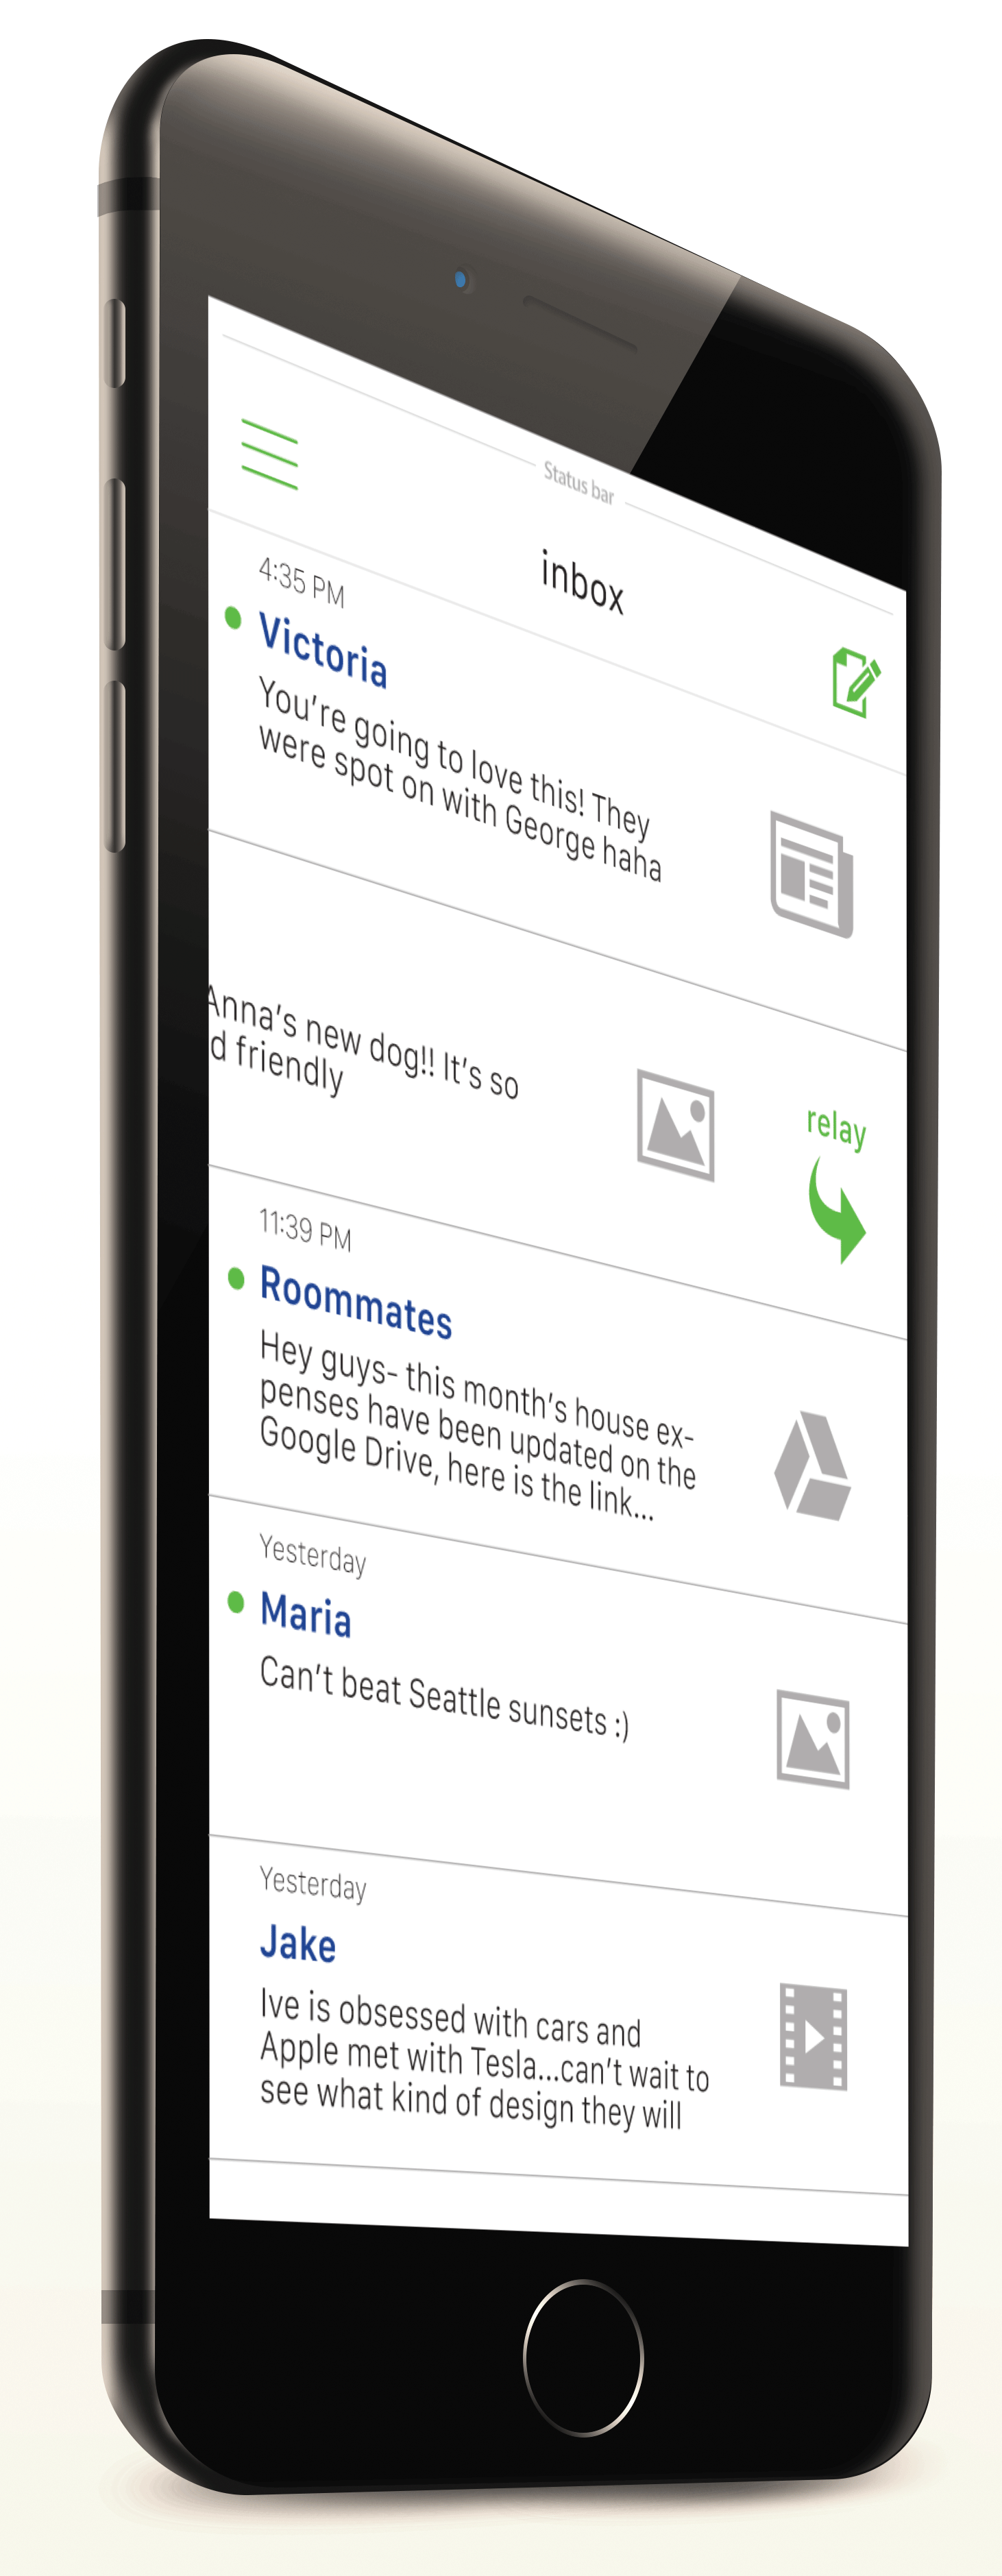 Status bar
inbox
4:35 PM
Victoria
You're going to love this! They
were spot on with George haha
Anna's new dog!! It's so
d friendly
relay
11:39 PM
Roommates
Hey guys- this month's house ex-
penses have been updated on the
Google Drive, here is the link...
Yesterday
Maria
Can't beat Seattle sunsets :)
Yesterday
Jake
Ive is obsessed with cars and
Apple met with Tesla...can't wait to
see what kind of design they will